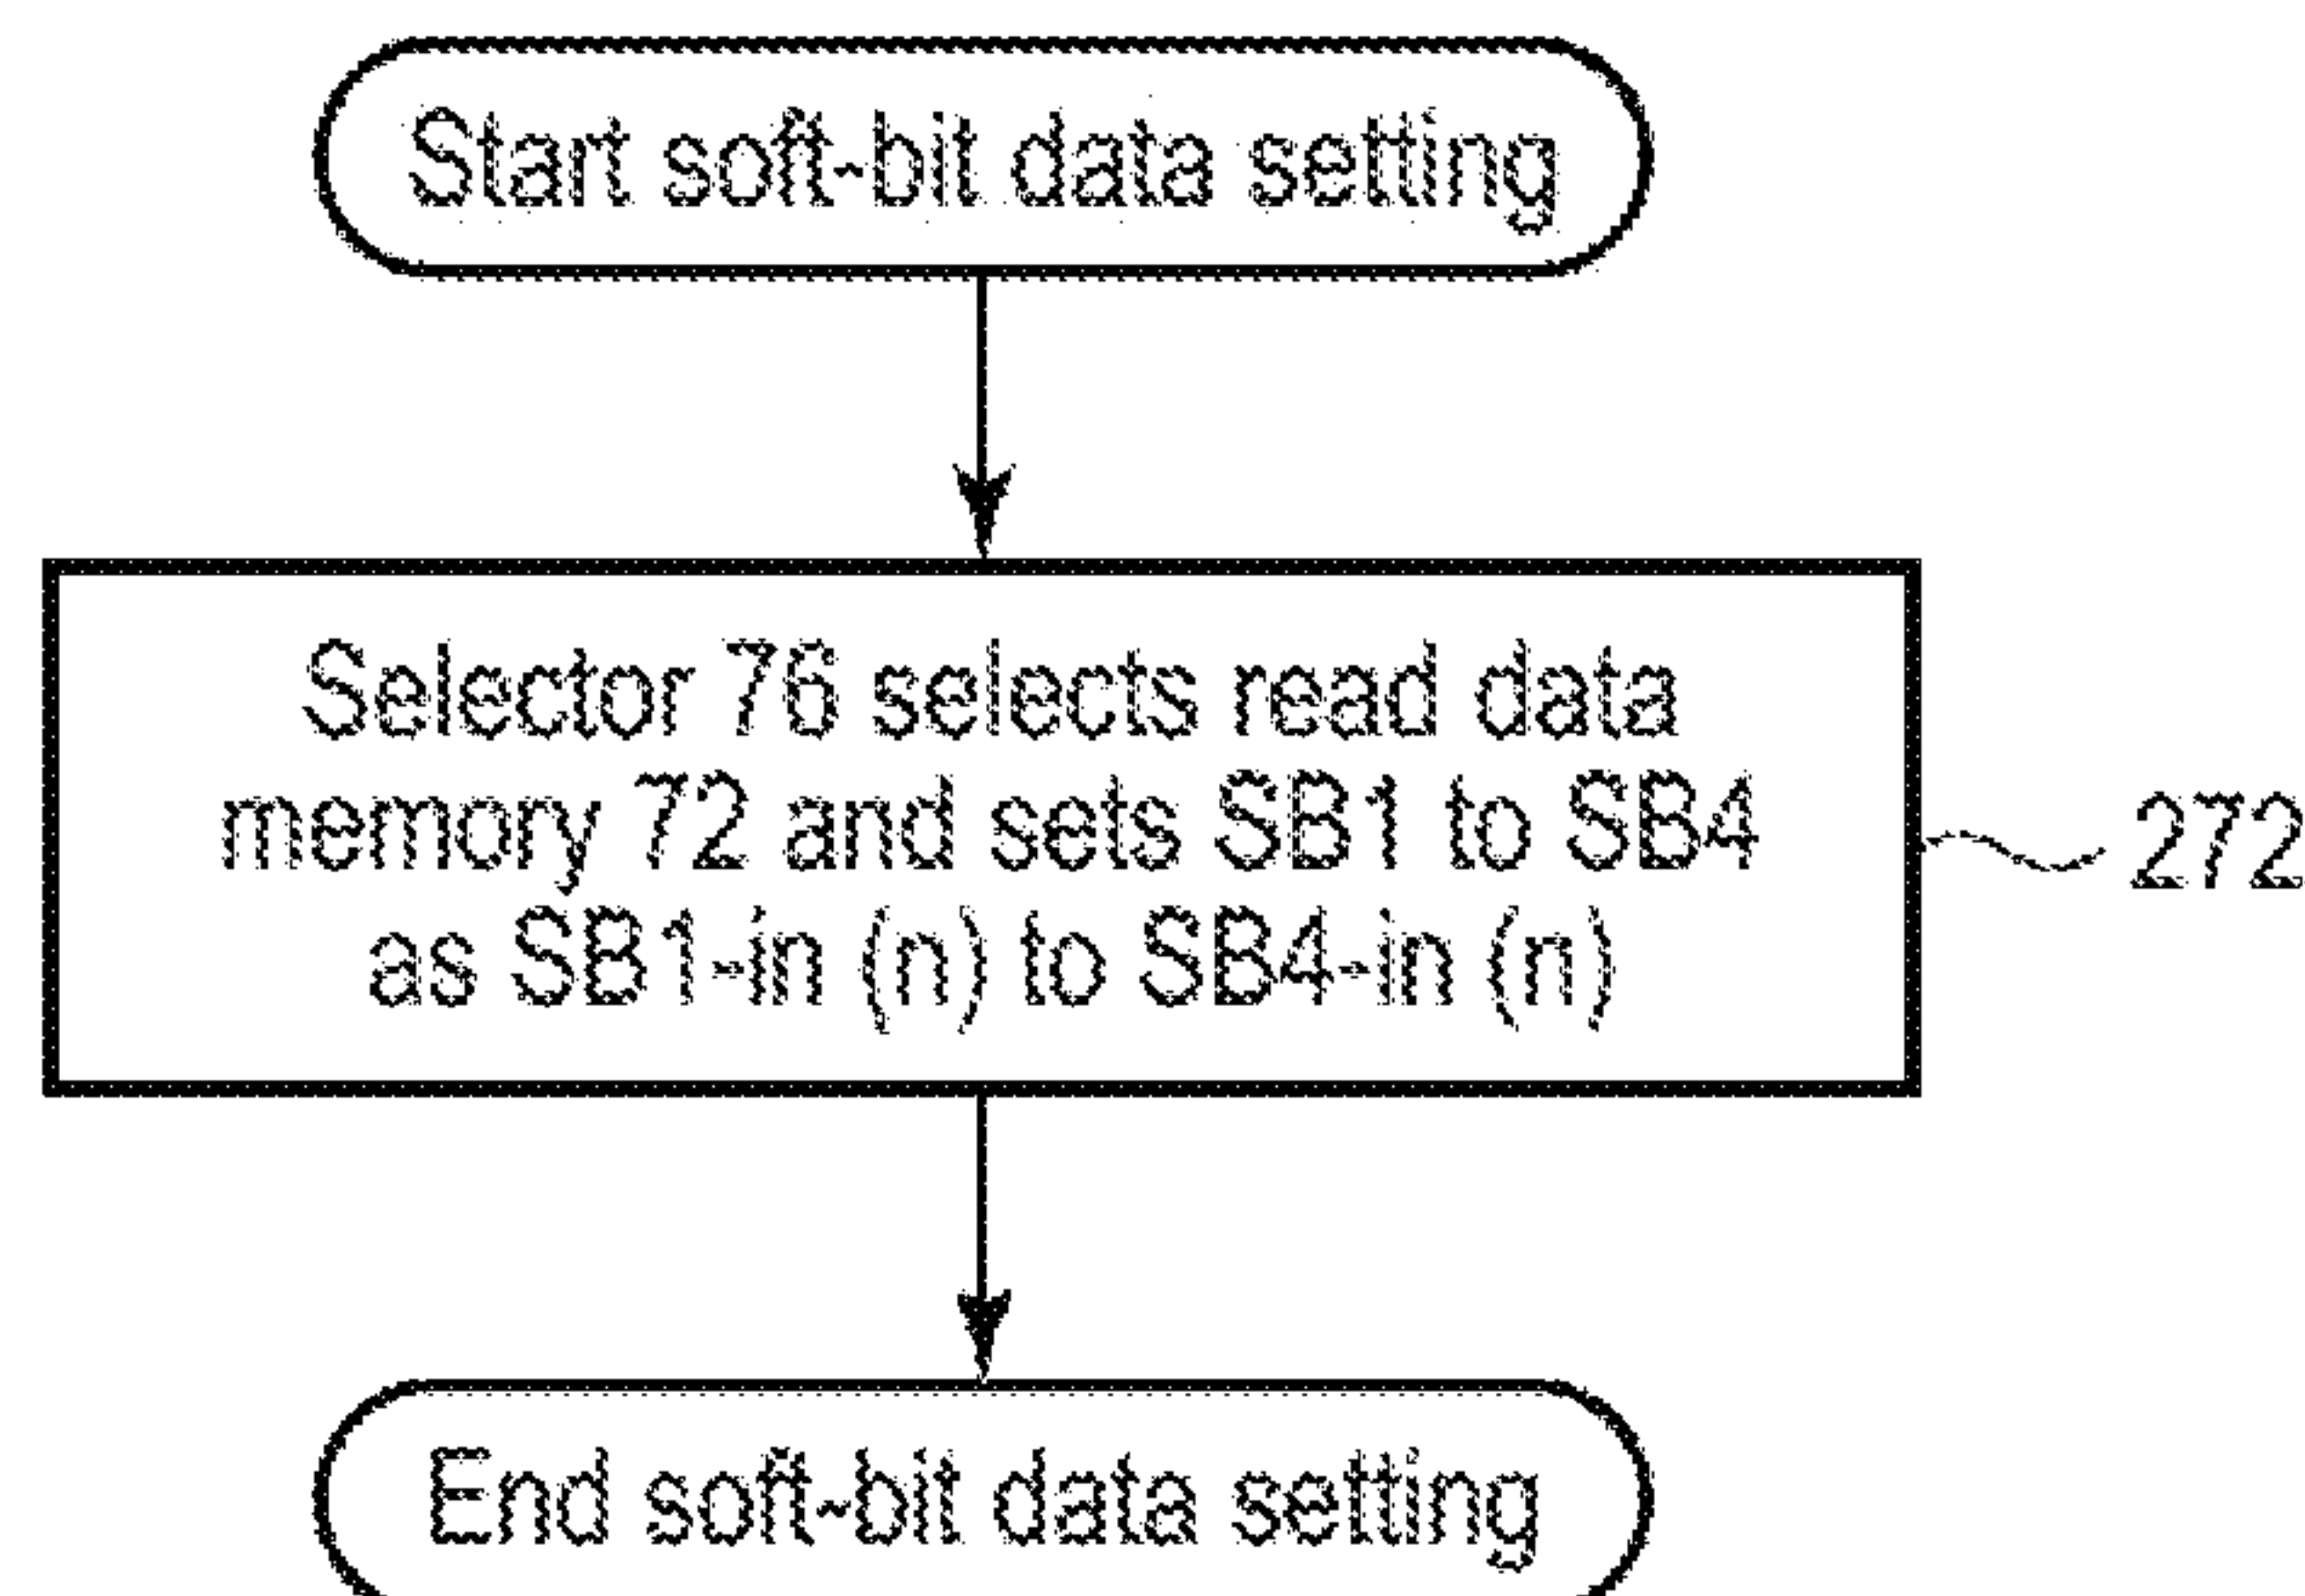 Start soft-bit data setting
Selector 76 selects read data
memory 72 and sets SB1 to SB4
as SB1-in (n) to SB4-in (n)
272
End soft-bit data setting